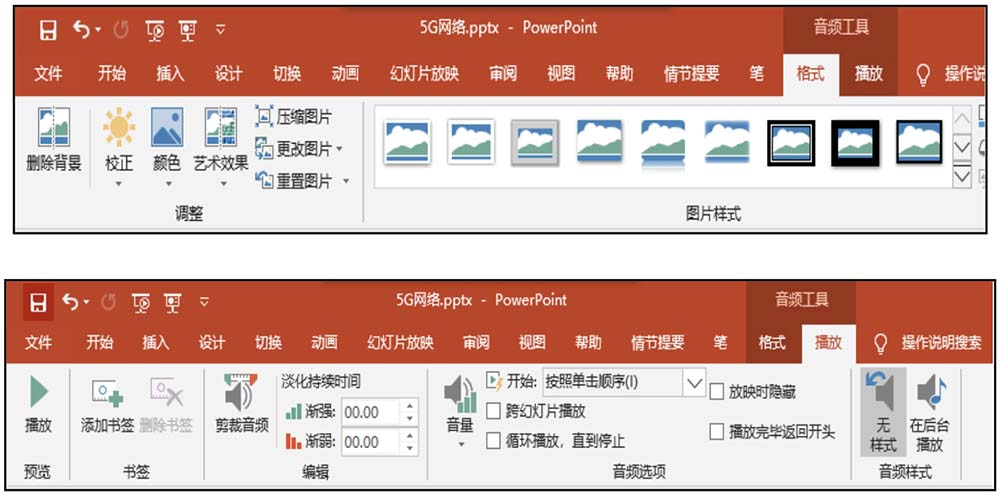 5G网络.pptx - PowerPoint 音频工具
文件 开始 插入 设计 切换 动画 幻灯片放映 审阅 视图 帮助 情节提要 笔 格式 播放 操作说
删除背景 校正 颜色 艺术效果
压缩图片
更改图片
重置图片
调整 图片样式
5G网络.pptx - PowerPoint 音频工具
文件 开始 插入 设计 切换 动画 幻灯片放映 审阅 视图 帮助 情节提要 笔 格式 播放 操作说明搜索
播放 添加书签 删除书签 剪裁音频
淡化持续时间
渐强: 00.00
渐弱: 00.00
音量
开始: 按照单击顺序(I)
跨幻灯片播放
循环播放，直到停止
放映时隐藏
播放完毕返回开头
无
样式
在后台
播放
预览 书签 编辑 音频选项 音频样式